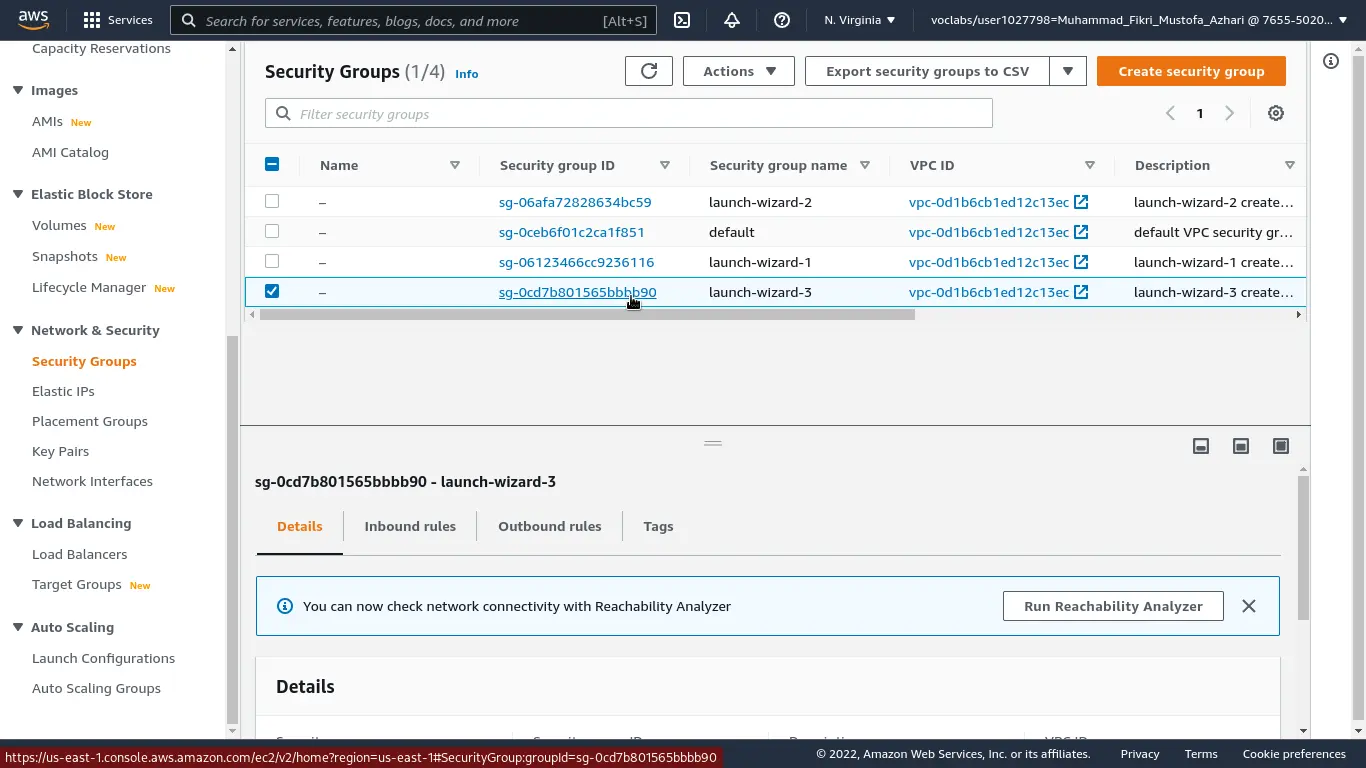 aws
Services
Search for services, features, blogs, docs, and more
[Alt+S]
N. Virginia
voclabs/user1027798=Muhammad_Fikri_Mustofa_Azhari @ 7655-5020...
Capacity Reservations
Images
AMIs New
AMI Catalog
Elastic Block Store
Volumes New
Snapshots New
Lifecycle Manager New
Network & Security
Security Groups
Elastic IPs
Placement Groups
Key Pairs
Network Interfaces
Load Balancing
Load Balancers
Target Groups New
Auto Scaling
Launch Configurations
Auto Scaling Groups
Security Groups (1/4) Info
Actions
Export security groups to CSV
Create security group
Filter security groups
1
Name Security group ID Security group name VPC ID Description
– sg-06afa72828634bc59 launch-wizard-2 vpc-0d1b6cb1ed12c13ec launch-wizard-2 create...
– sg-0ceb6f01c2ca1f851 default vpc-0d1b6cb1ed12c13ec default VPC security gr...
– sg-06123466cc9236116 launch-wizard-1 vpc-0d1b6cb1ed12c13ec launch-wizard-1 create...
– sg-0cd7b801565bbbb90 launch-wizard-3 vpc-0d1b6cb1ed12c13ec launch-wizard-3 create...
sg-0cd7b801565bbbb90 - launch-wizard-3
Details Inbound rules Outbound rules Tags
You can now check network connectivity with Reachability Analyzer
Run Reachability Analyzer
Details
https://us-east-1.console.aws.amazon.com/ec2/v2/home?region=us-east-1#SecurityGroup:groupId=sg-0cd7b801565bbbb90
© 2022, Amazon Web Services, Inc. or its affiliates. Privacy Terms Cookie preferences